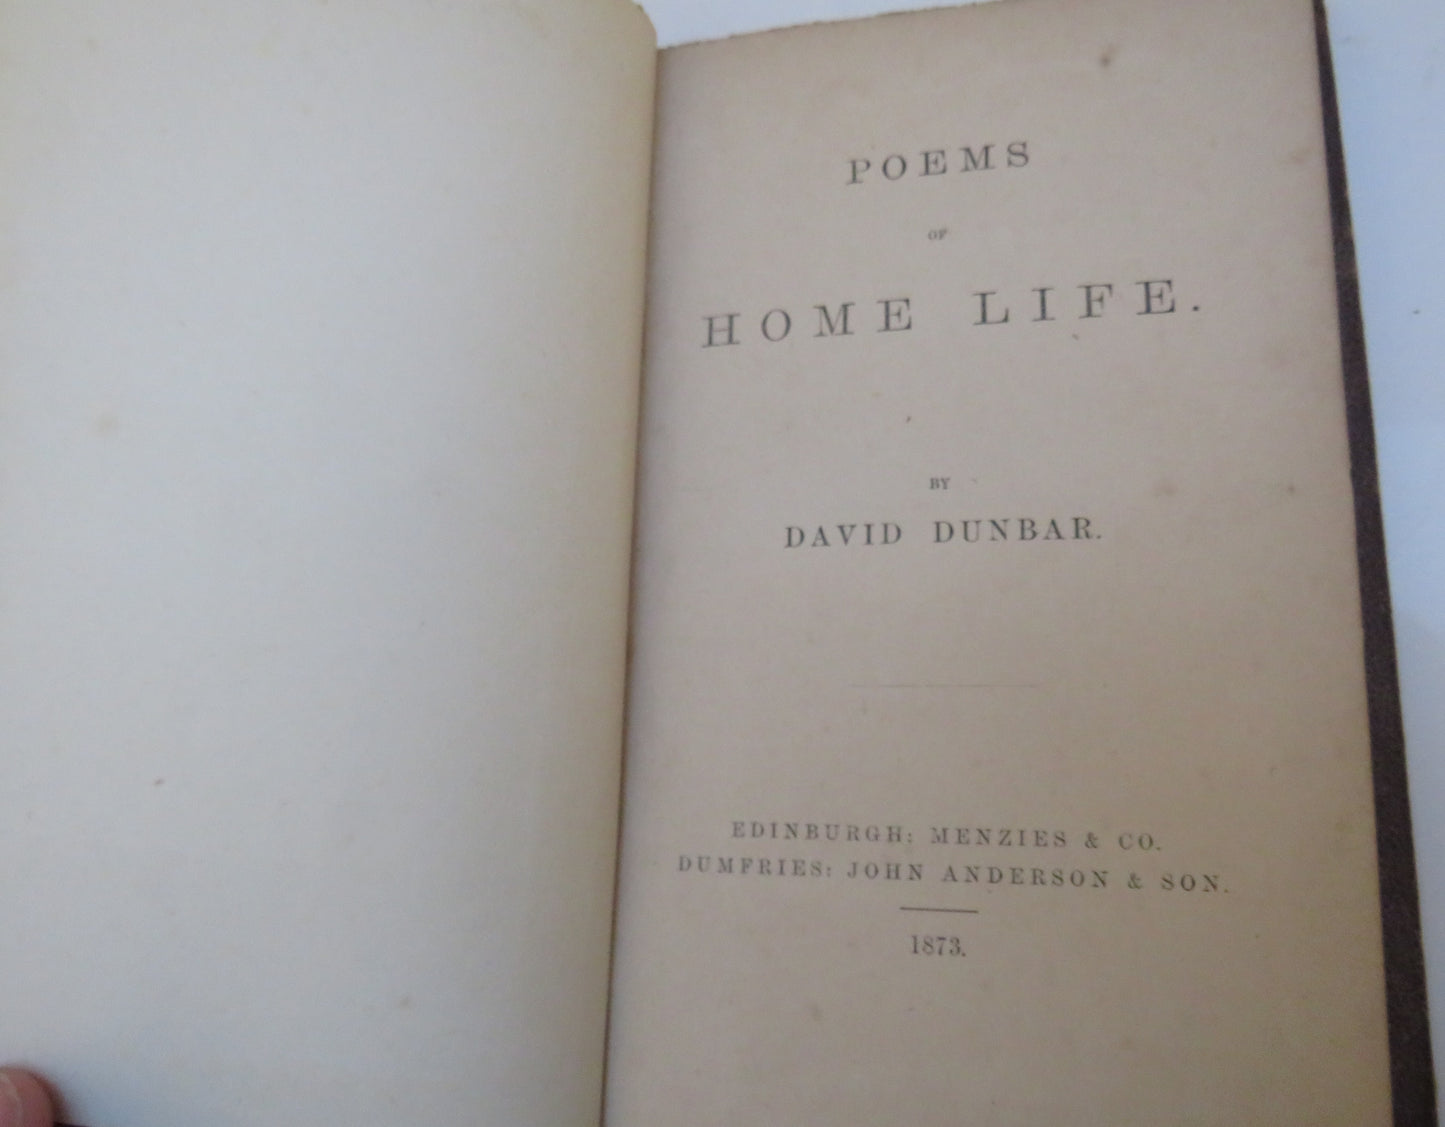 POEMS
OF
HOME LIFE.
BY
DAVID DUNBAR.
EDINBURGH: MENZIES & CO.
DUMFRIES: JOHN ANDERSON & SON.
1873.